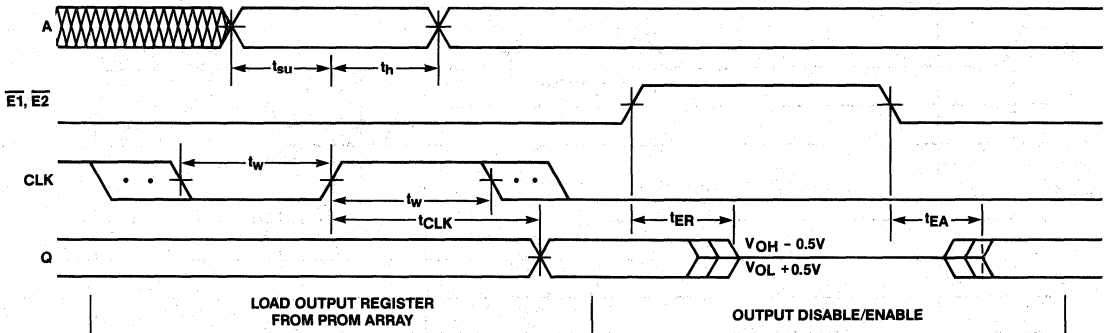 A
tsu
th
E1, E2
CLK
tw
tw
tCLK
tER
tEA
Q
VOH – 0.5V
VOL +0.5V
LOAD OUTPUT REGISTER
FROM PROM ARRAY
OUTPUT DISABLE/ENABLE